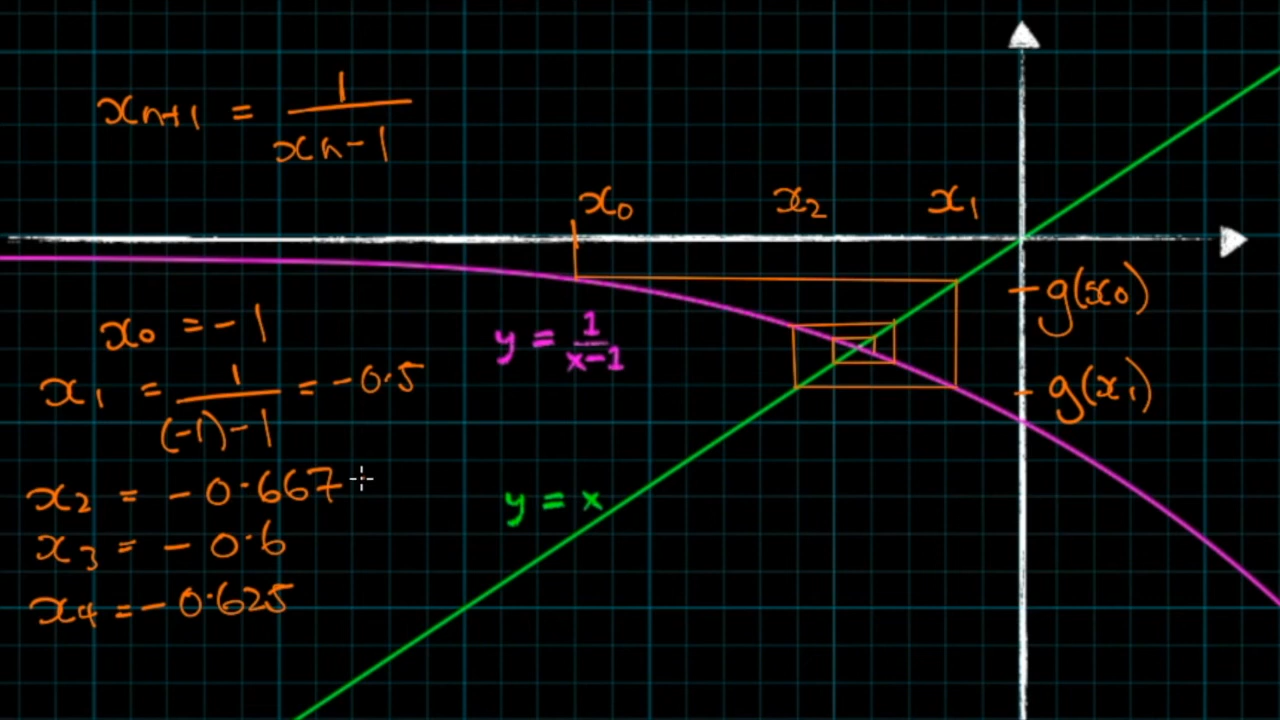 xn+1 = 1/(xn-1)
x0 x2 x1
- g(x0)
x0 = -1
y = 1/(x-1)
x1 = 1/((-1)-1) = -0.5
- g(x1)
x2 = -0.667
y = x
x3 = -0.6
x4 = -0.625